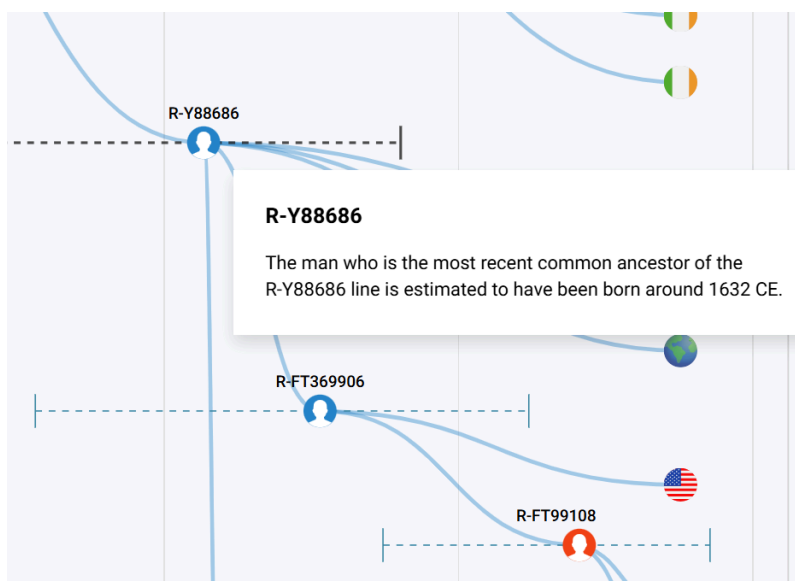 R-Y88686
R-Y88686
The man who is the most recent common ancestor of the
R-Y88686 line is estimated to have been born around 1632 CE.
R-FT369906
R-FT99108